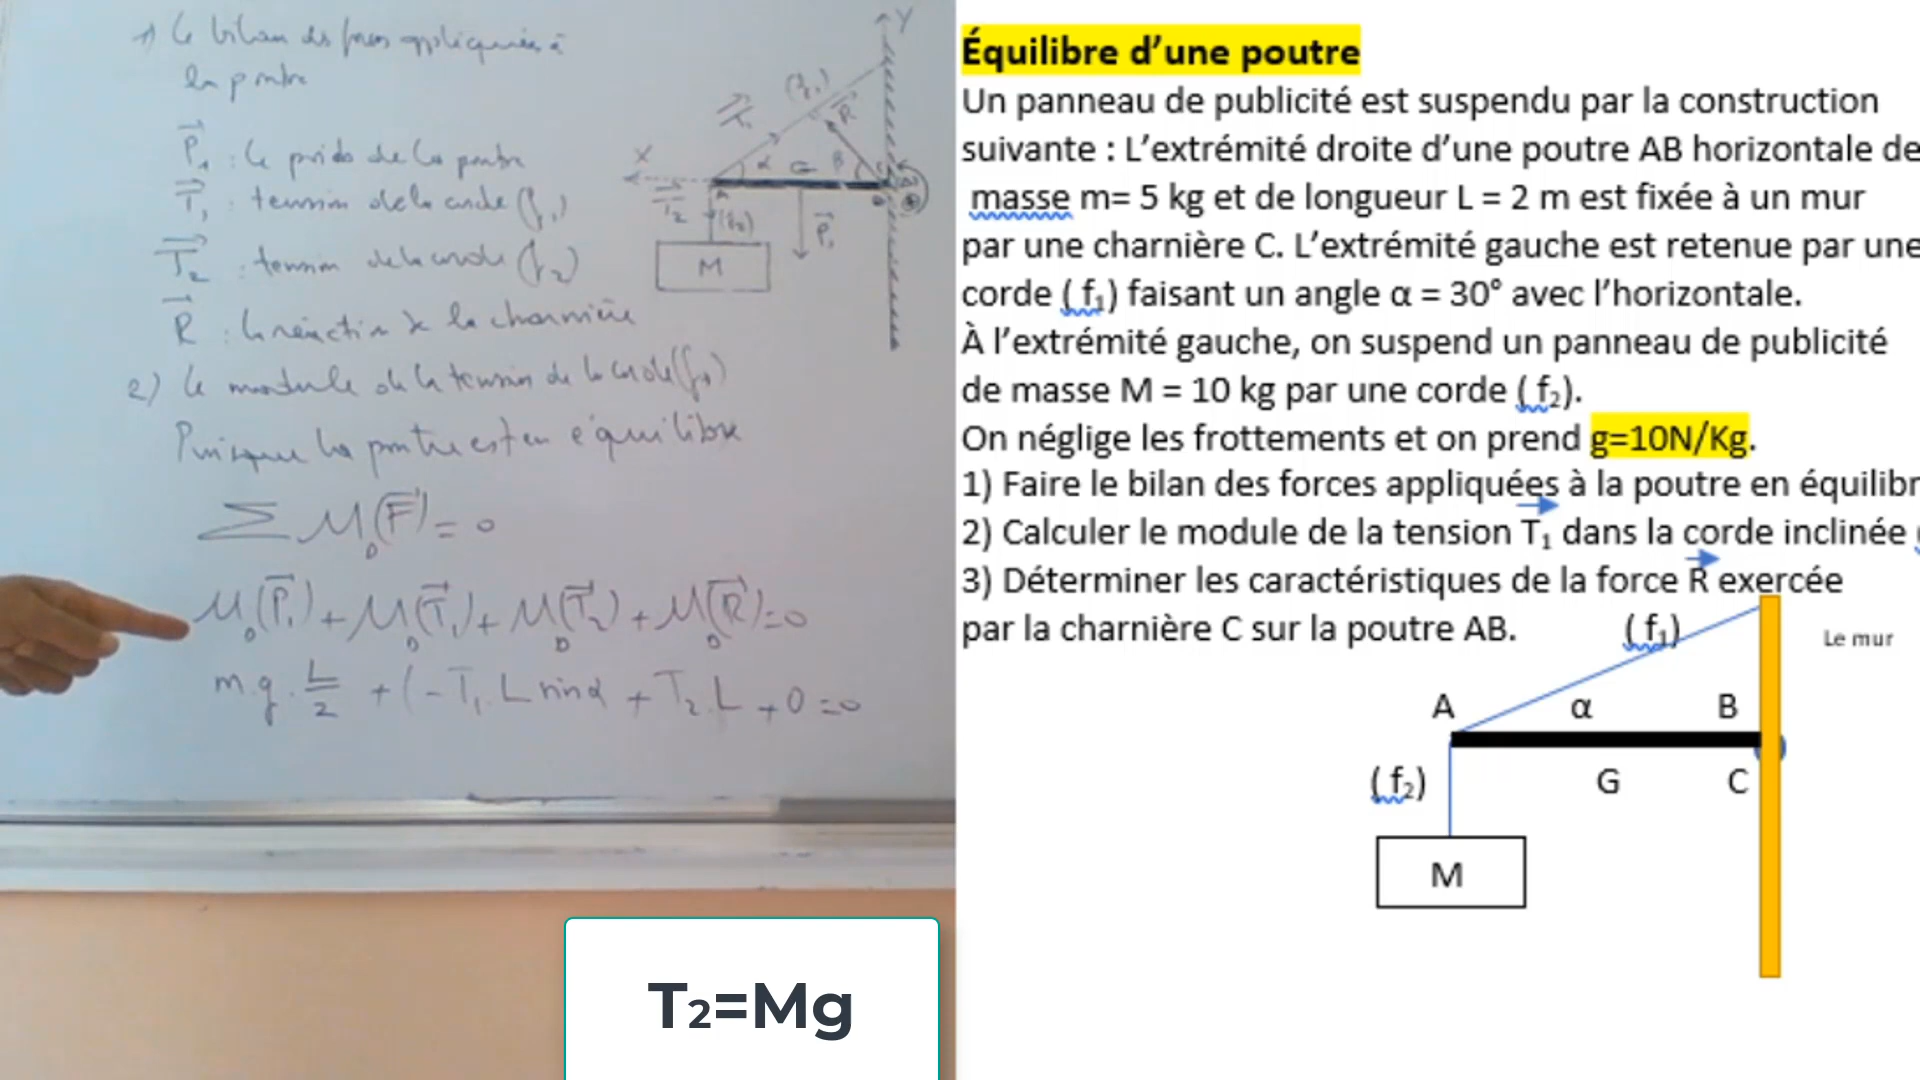 1) Le bilan des forces appliquées à
la poutre
P₁ : le poids de la poutre
T₁ : tension de la corde (f₁)
T₂ : tension de la corde (f₂)
R : la réaction de la charnière
2) le module de la tension de la corde (f₁)
Puisque la poutre est en équilibre
Σ M (F) = 0
M (P₁) + M (T₁) + M (T₂) + M (R) = 0
m.g. L/2 + (- T₁ . L sin α + T₂ . L + 0 = 0
Y
(f₁)
T₁
R
X
α
G
β
A
T₂
(f₂)
P₁
M
T₂=Mg
Équilibre d’une poutre
Un panneau de publicité est suspendu par la construction
suivante : L’extrémité droite d’une poutre AB horizontale de
masse m= 5 kg et de longueur L = 2 m est fixée à un mur
par une charnière C. L’extrémité gauche est retenue par une
corde ( f₁) faisant un angle α = 30° avec l’horizontale.
À l’extrémité gauche, on suspend un panneau de publicité
de masse M = 10 kg par une corde ( f₂).
On néglige les frottements et on prend g=10N/Kg.
1) Faire le bilan des forces appliquées à la poutre en équilibr
2) Calculer le module de la tension T₁ dans la corde inclinée
3) Déterminer les caractéristiques de la force R exercée
par la charnière C sur la poutre AB.
( f₁)
Le mur
A
α
B
( f₂)
G
C
M